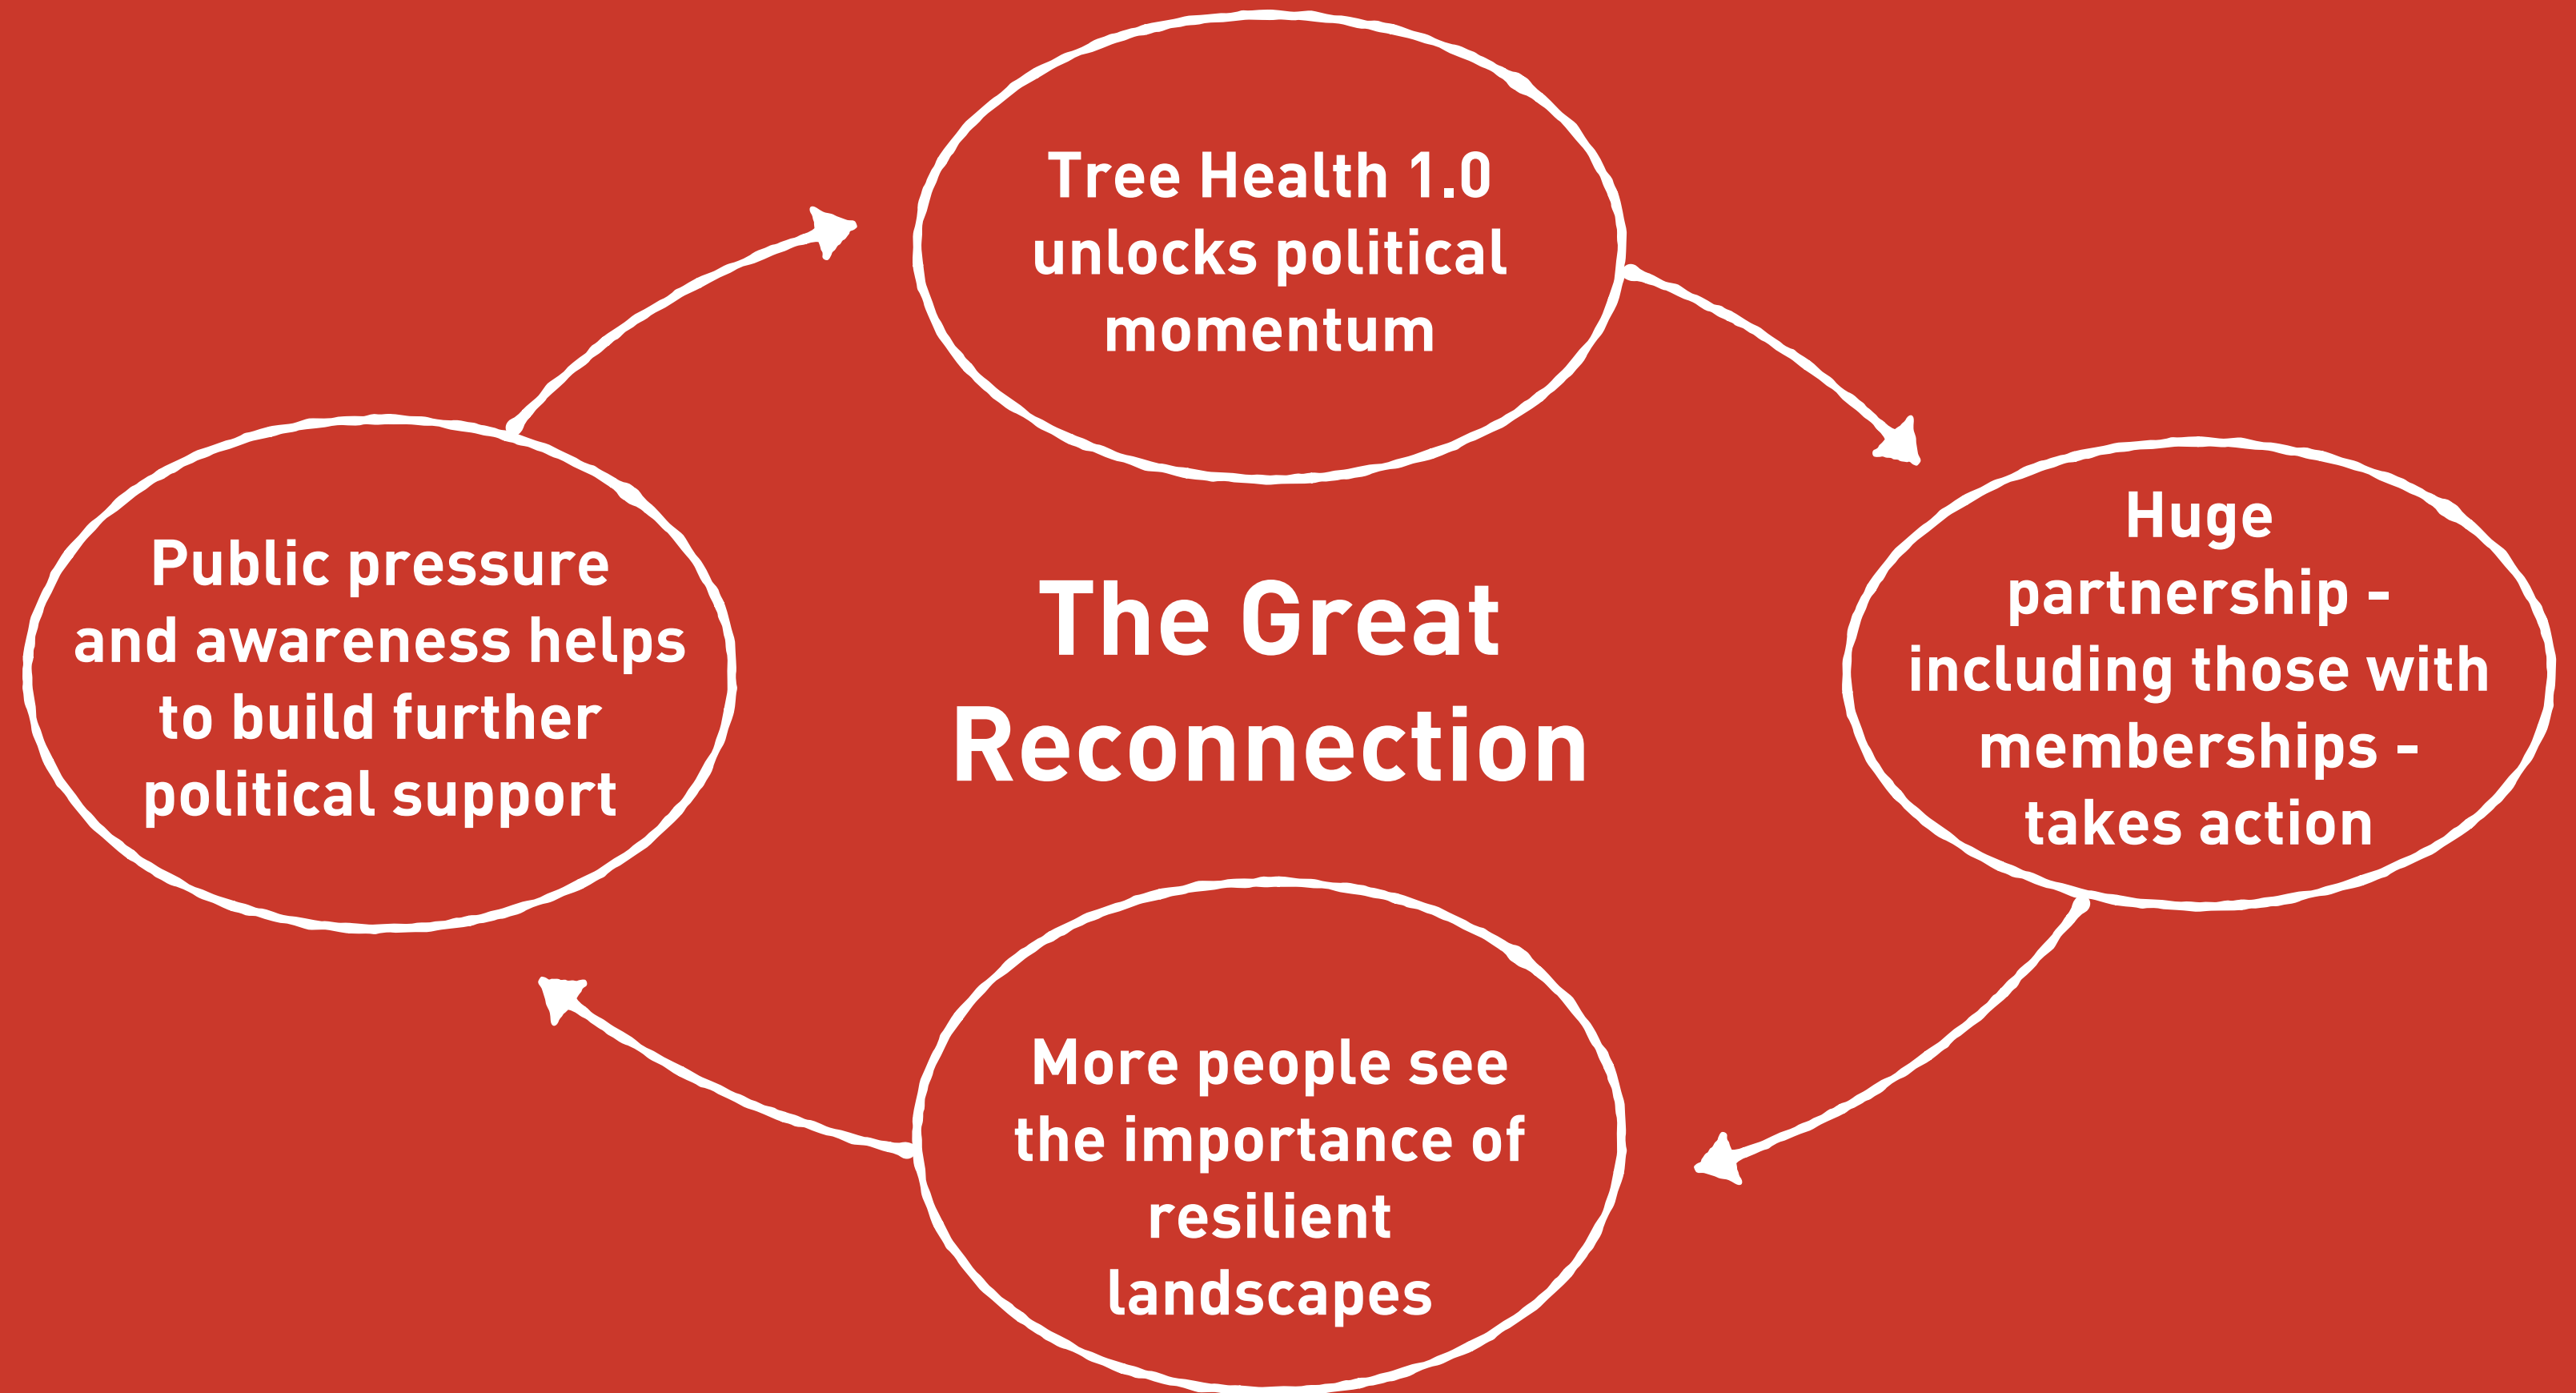 Tree Health 1.0
unlocks political
momentum
Huge
partnership -
including those with
memberships -
takes action
More people see
the importance of
resilient
landscapes
Public pressure
and awareness helps
to build further
political support
The Great
Reconnection